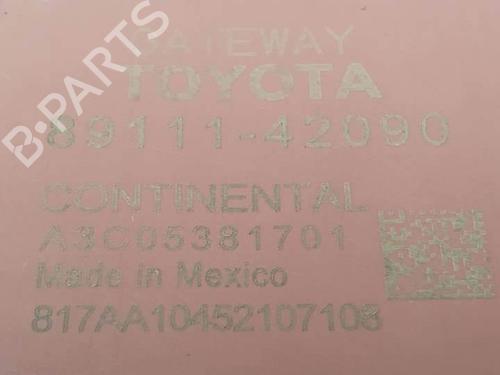 GATEWAY
TOYOTA
89111-42090
CONTINENTAL
A3C05381701
Made in Mexico
817AA10452107108
B-PARTS